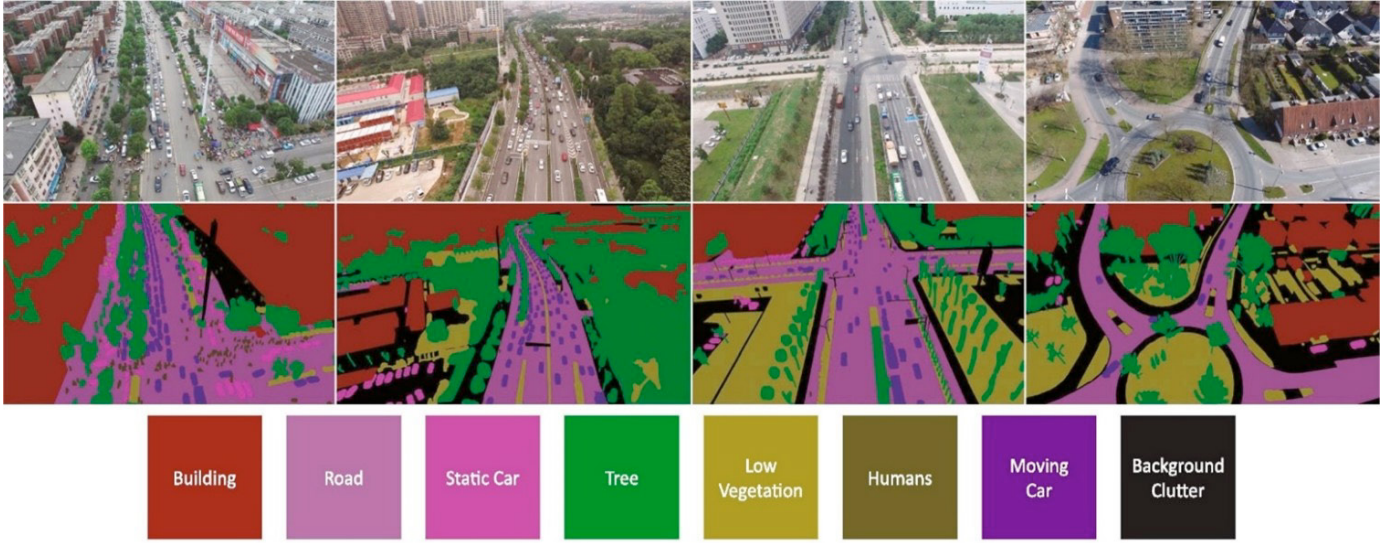 Building
Road
Static Car
Tree
Low
Vegetation
Humans
Moving
Car
Background
Clutter